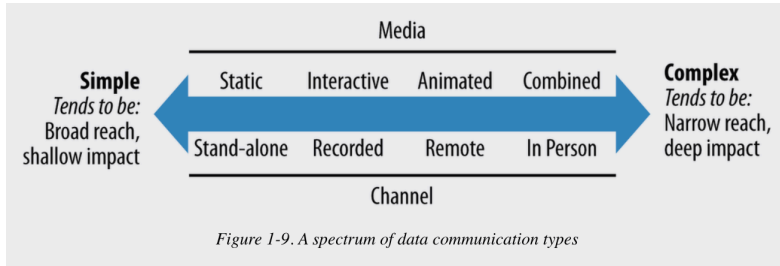 Media
Simple
Tends to be:
Broad reach,
shallow impact
Static Interactive Animated Combined
Stand-alone Recorded Remote In Person
Complex
Tends to be:
Narrow reach,
deep impact
Channel
Figure 1-9. A spectrum of data communication types